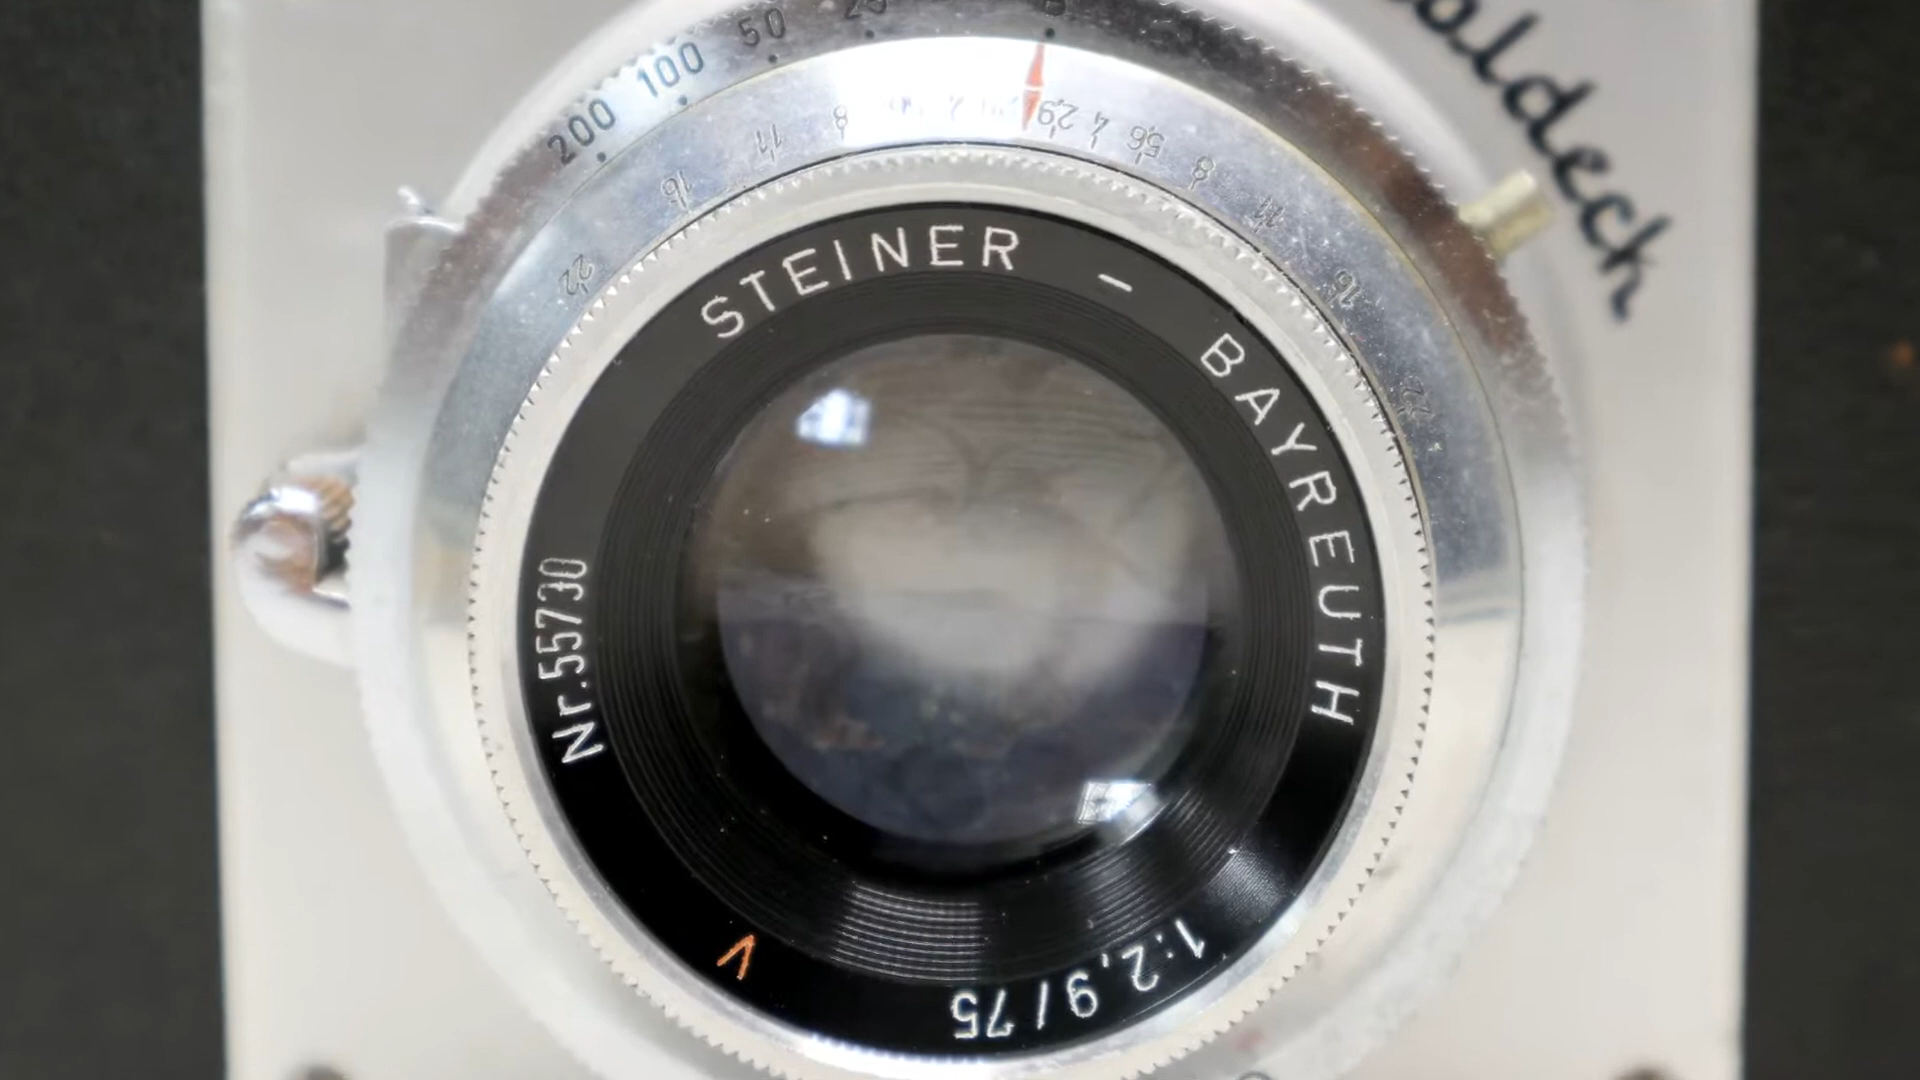 200 100 50 25 B
22 16 11 8
2,9 4 5,6 8 11 16 22
STEINER – BAYREUTH
1:2,9/75
V
Nr.55730